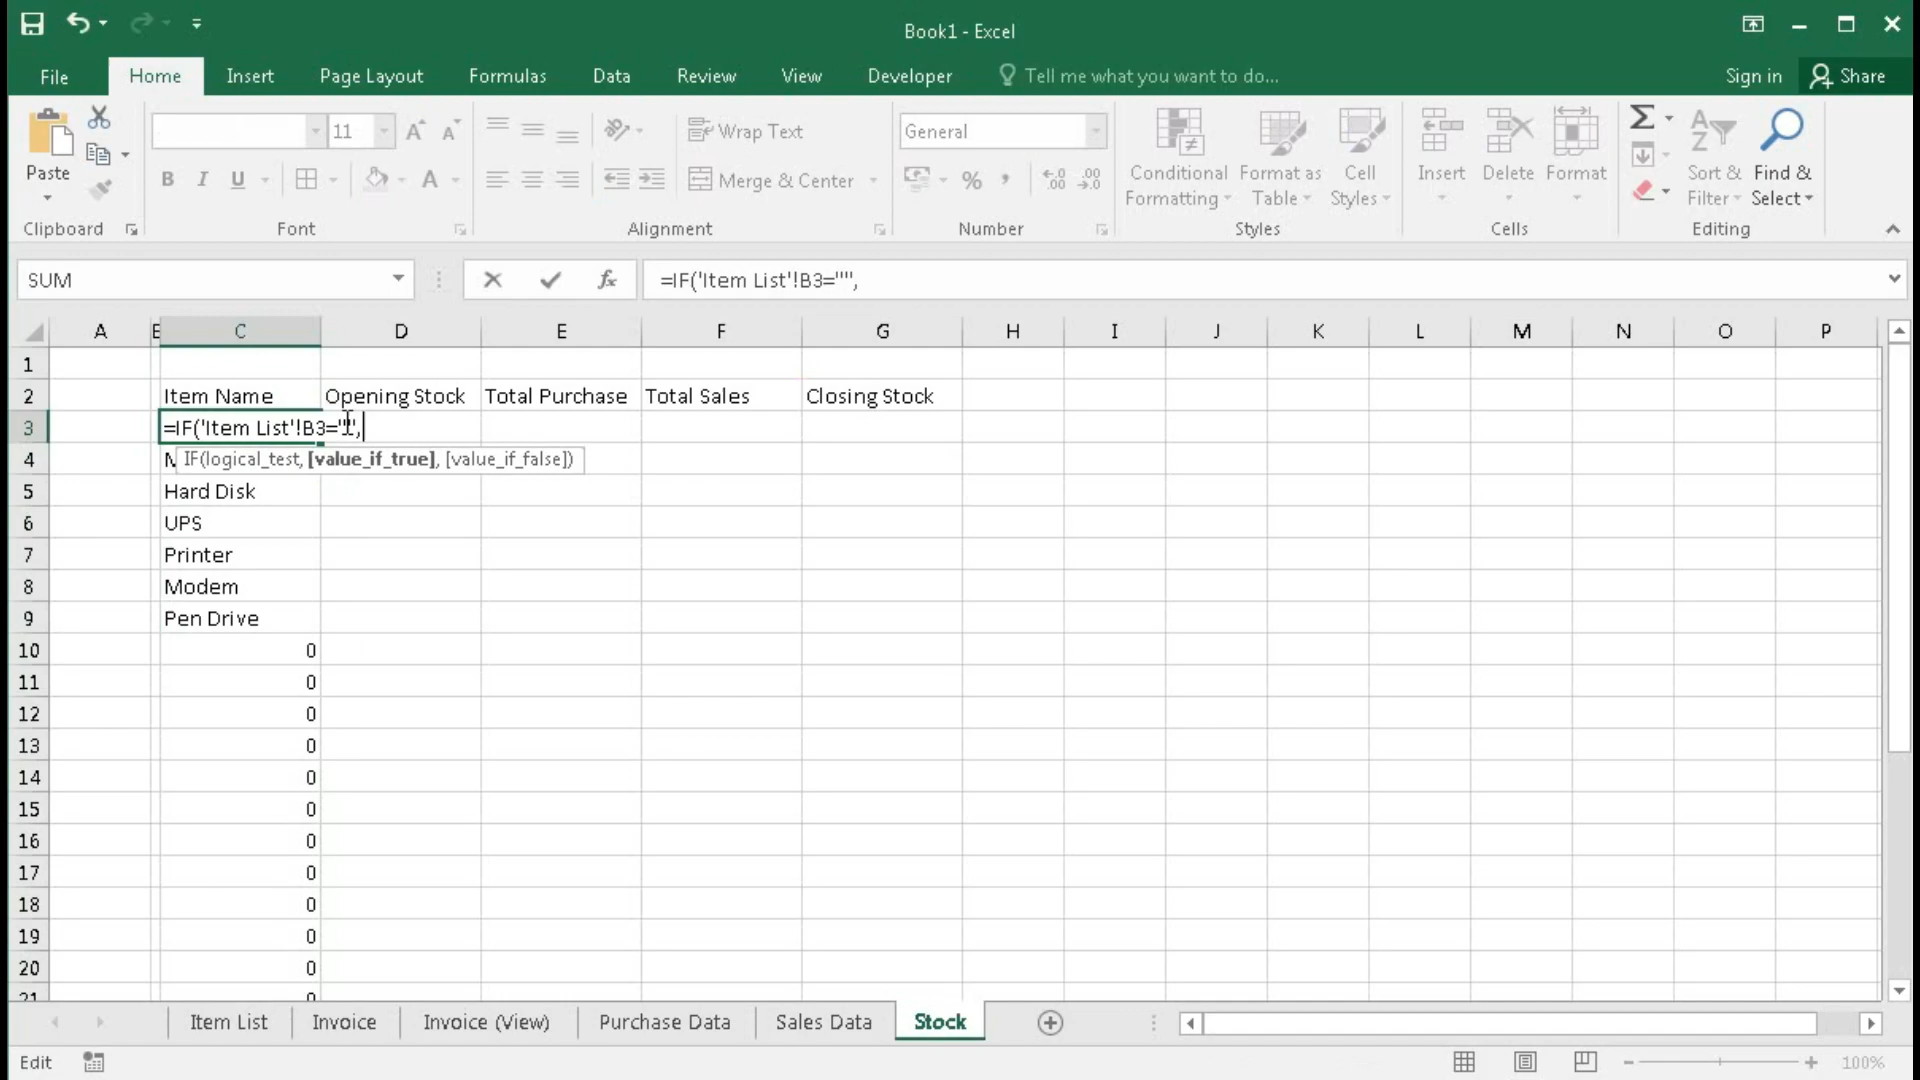 Book1 - Excel
File Home Insert Page Layout Formulas Data Review View Developer Tell me what you want to do... Sign in Share
11 Wrap Text General
Paste B I U A Merge & Center % , Conditional Formatting Format as Table Cell Styles Insert Delete Format Sort & Filter Find & Select
Clipboard Font Alignment Number Styles Cells Editing
SUM fx =IF('Item List'!B3="",
A C D E F G H I J K L M N O P
1
2 Item Name Opening Stock Total Purchase Total Sales Closing Stock
3 =IF('Item List'!B3="",
4 IF(logical_test, [value_if_true], [value_if_false])
5 Hard Disk
6 UPS
7 Printer
8 Modem
9 Pen Drive
10 0
11 0
12 0
13 0
14 0
15 0
16 0
17 0
18 0
19 0
20 0
21 0
Item List Invoice Invoice (View) Purchase Data Sales Data Stock
Edit 100%